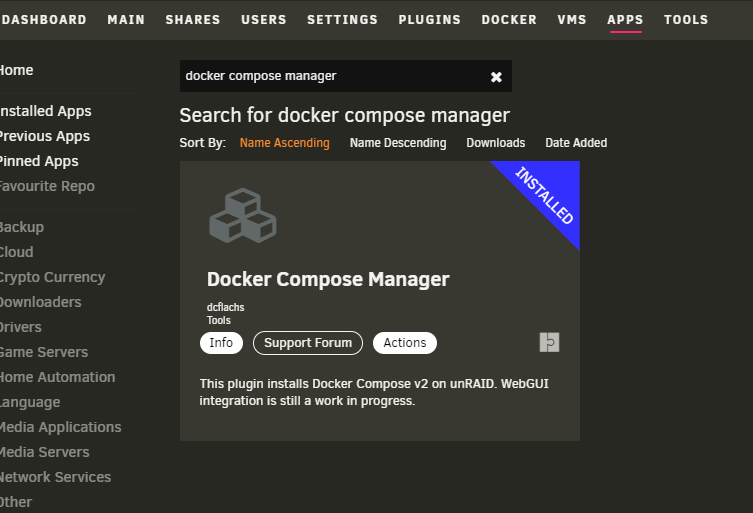 DASHBOARD MAIN SHARES USERS SETTINGS PLUGINS DOCKER VMS APPS TOOLS
Home
Installed Apps
Previous Apps
Pinned Apps
Favourite Repo
Backup
Cloud
Crypto Currency
Downloaders
Drivers
Game Servers
Home Automation
Language
Media Applications
Media Servers
Network Services
Other
docker compose manager
Search for docker compose manager
Sort By: Name Ascending Name Descending Downloads Date Added
INSTALLED
Docker Compose Manager
dcflachs
Tools
Info Support Forum Actions
This plugin installs Docker Compose v2 on unRAID. WebGUI
integration is still a work in progress.